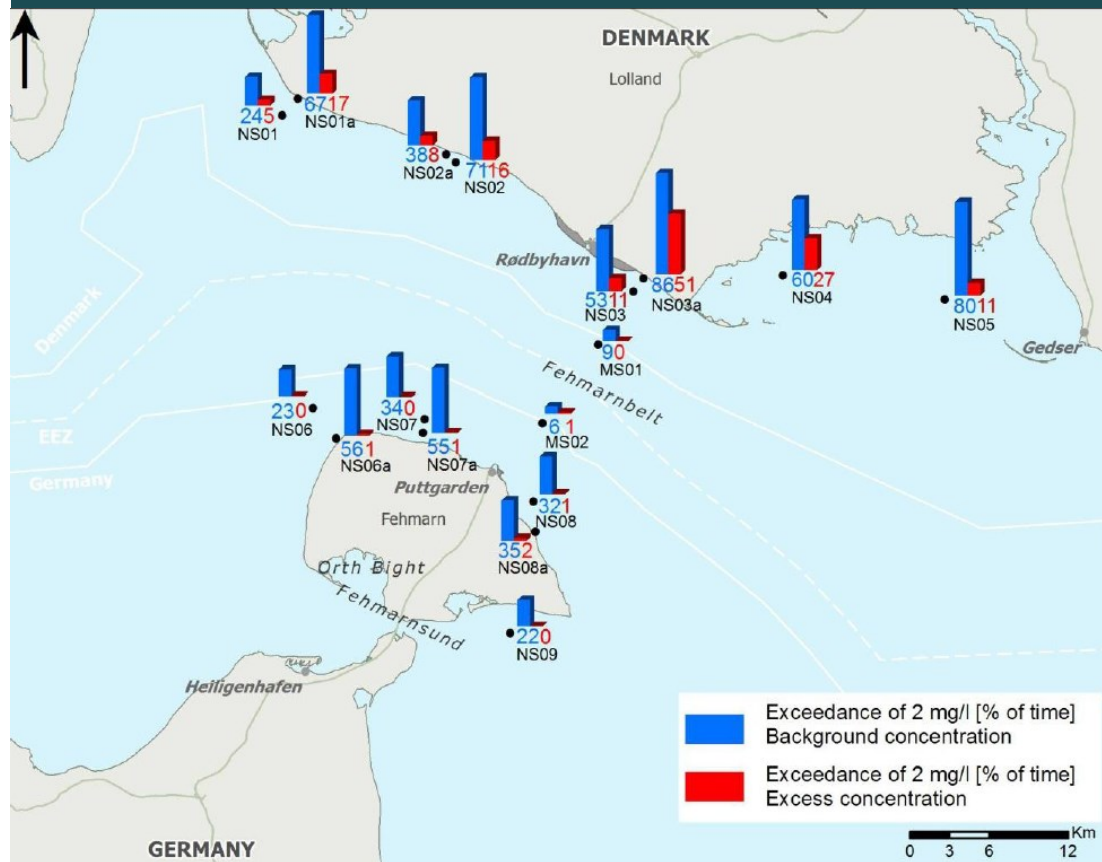 DENMARK
Lolland
24 5
NS01
67 17
NS01a
38 8
NS02a
71 16
NS02
Rødbyhavn
53 11
NS03
86 51
NS03a
60 27
NS04
80 11
NS05
Gedser
9 0
MS01
Denmark
EEZ
Germany
Fehmarnbelt
23 0
NS06
56 1
NS06a
34 0
NS07
55 1
NS07a
6 1
MS02
Puttgarden
Fehmarn
32 1
NS08
35 2
NS08a
Orth Bight
Fehmarnsund
22 0
NS09
Heiligenhafen
GERMANY
Exceedance of 2 mg/l [% of time]
Background concentration
Exceedance of 2 mg/l [% of time]
Excess concentration
Km
0 3 6 12